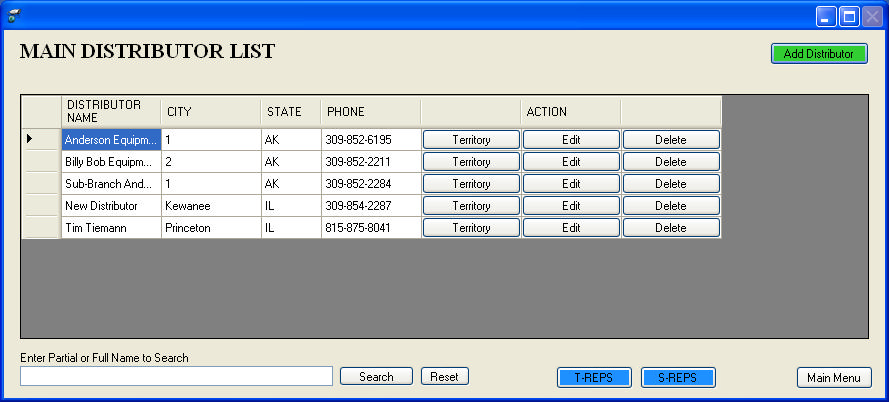 MAIN DISTRIBUTOR LIST
Add Distributor
DISTRIBUTOR NAME CITY STATE PHONE ACTION
Anderson Equipm... 1 AK 309-852-6195 Territory Edit Delete
Billy Bob Equipm... 2 AK 309-852-2211 Territory Edit Delete
Sub-Branch And... 1 AK 309-852-2284 Territory Edit Delete
New Distributor Kewanee IL 309-854-2287 Territory Edit Delete
Tim Tiemann Princeton IL 815-875-8041 Territory Edit Delete
Enter Partial or Full Name to Search
Search Reset T-REPS S-REPS Main Menu